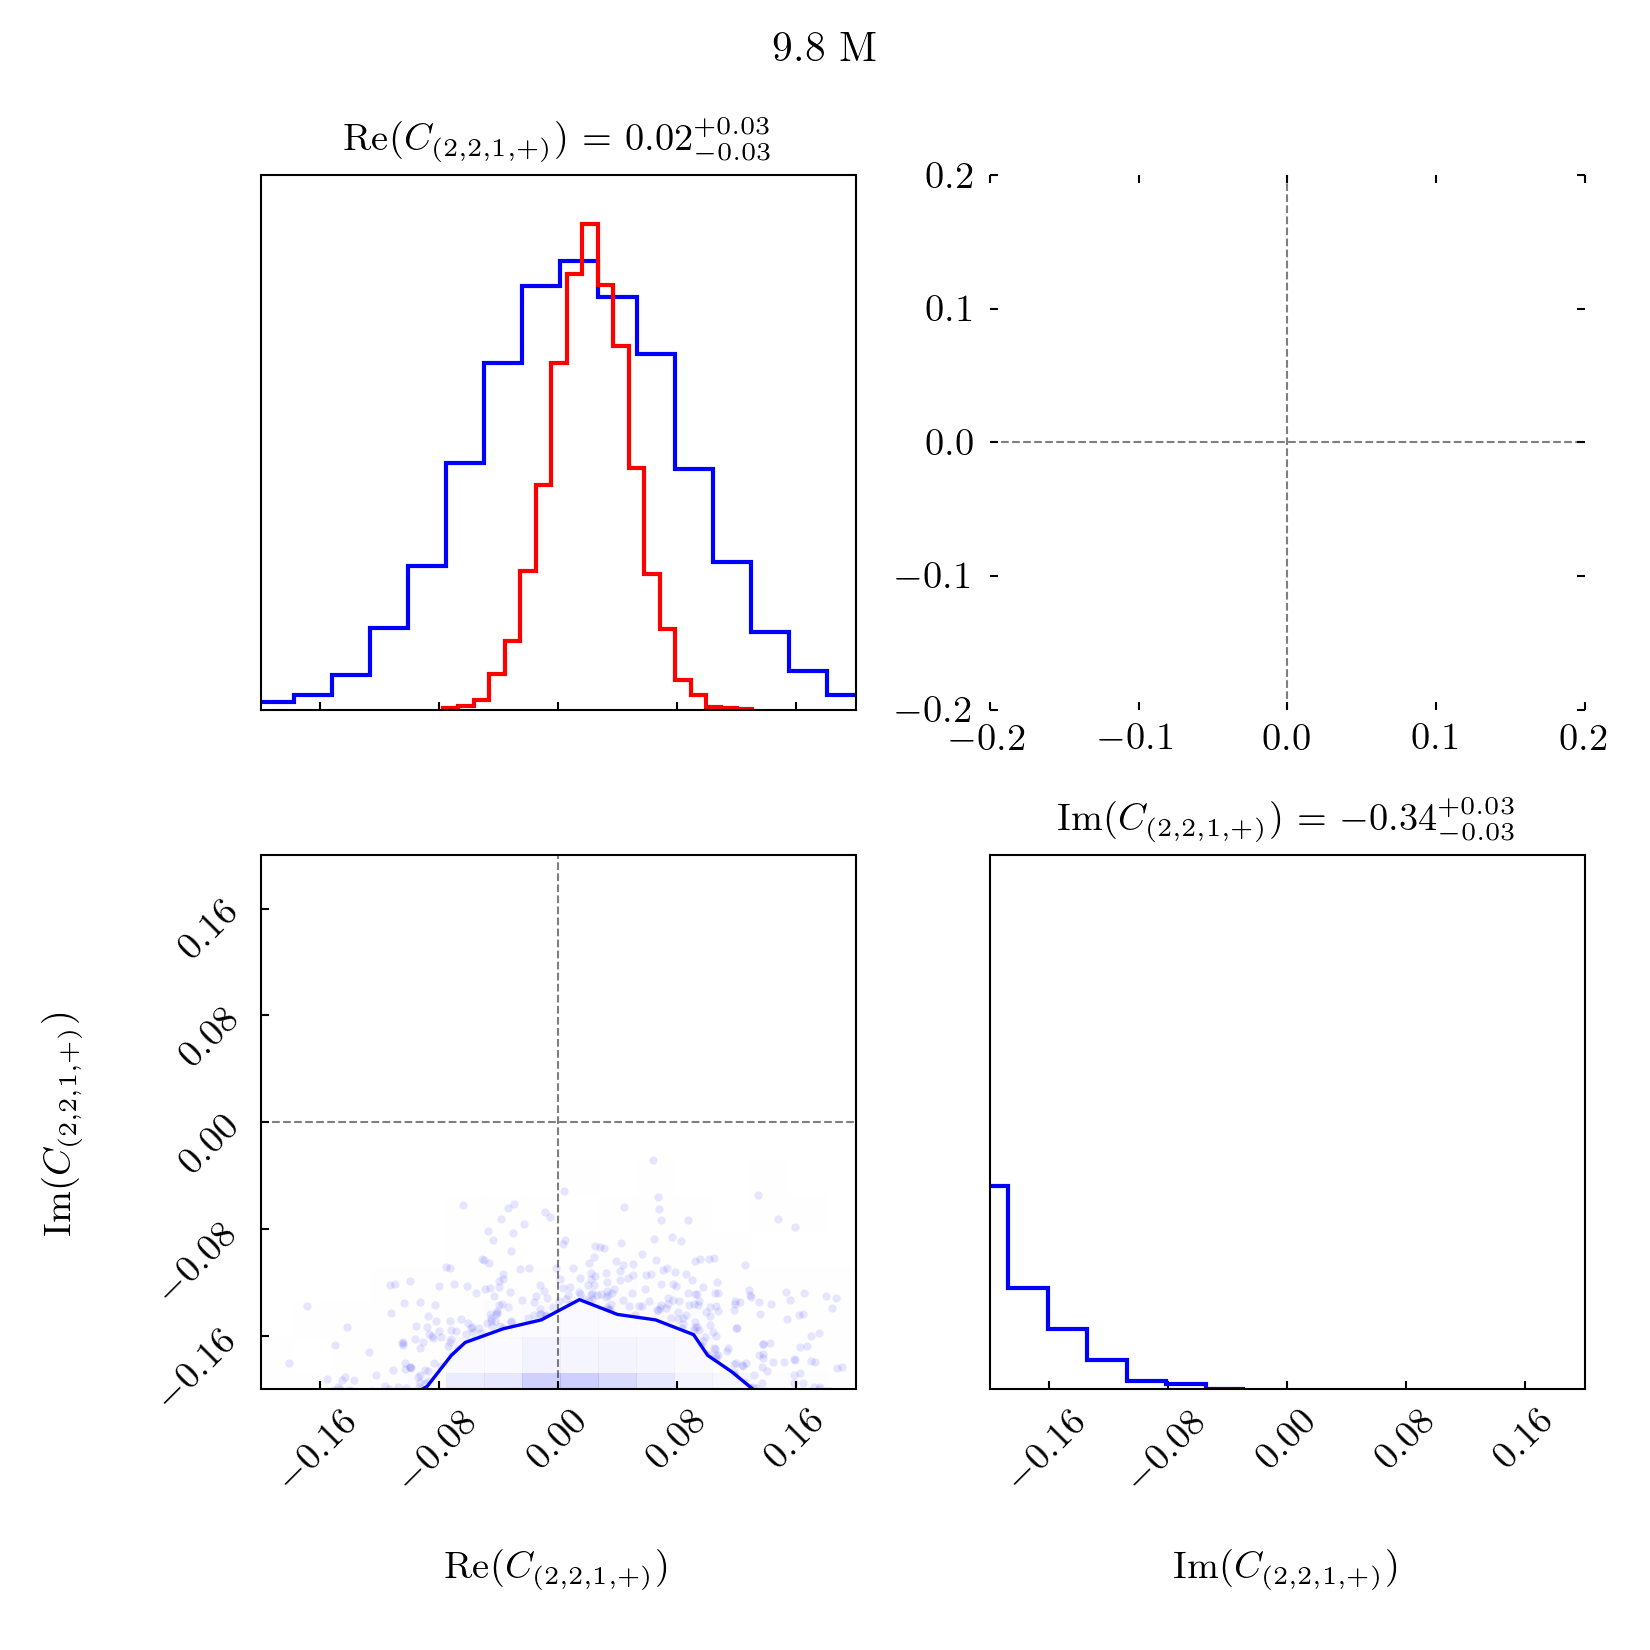 9.8 M
Re(C_{(2,2,1,+)}) = 0.02^{+0.03}_{−0.03}
0.2
0.1
0.0
−0.1
−0.2
−0.2 −0.1 0.0 0.1 0.2
Im(C_{(2,2,1,+)}) = −0.34^{+0.03}_{−0.03}
Im(C_{(2,2,1,+)})
0.16
0.08
0.00
−0.08
−0.16
−0.16 −0.08 0.00 0.08 0.16
−0.16 −0.08 0.00 0.08 0.16
Re(C_{(2,2,1,+)})
Im(C_{(2,2,1,+)})